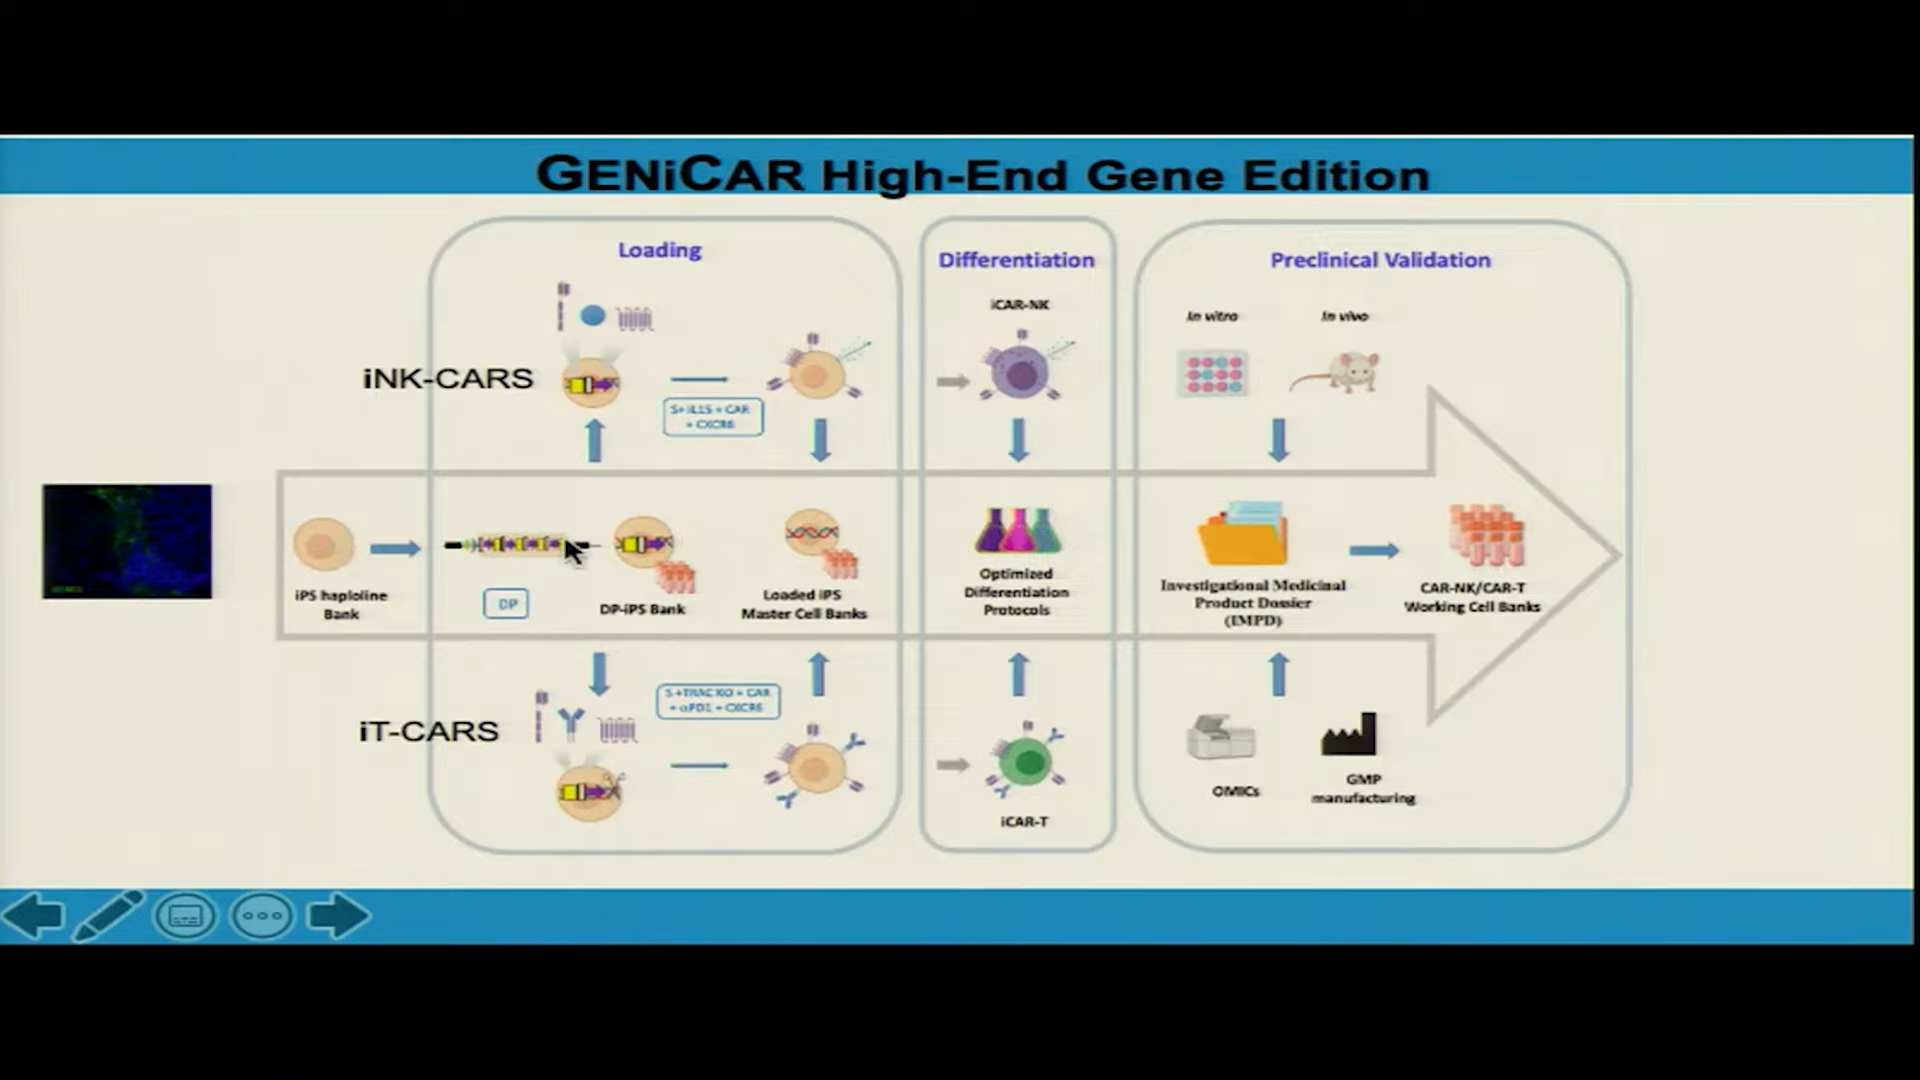 GENiCAR High-End Gene Edition
Loading
Differentiation
Preclinical Validation
iCAR-NK
In vitro
In vivo
iNK-CARS
S+ IL15 + CAR
+ CXCR6
iPS haploline
Bank
DP
DP-iPS Bank
Loaded iPS
Master Cell Banks
Optimized
Differentiation
Protocols
Investigational Medicinal
Product Dossier
(IMPD)
CAR-NK/CAR-T
Working Cell Banks
iT-CARS
S +TRAC KO + CAR
+ αPD1 + CXCR6
iCAR-T
OMICs
GMP
manufacturing